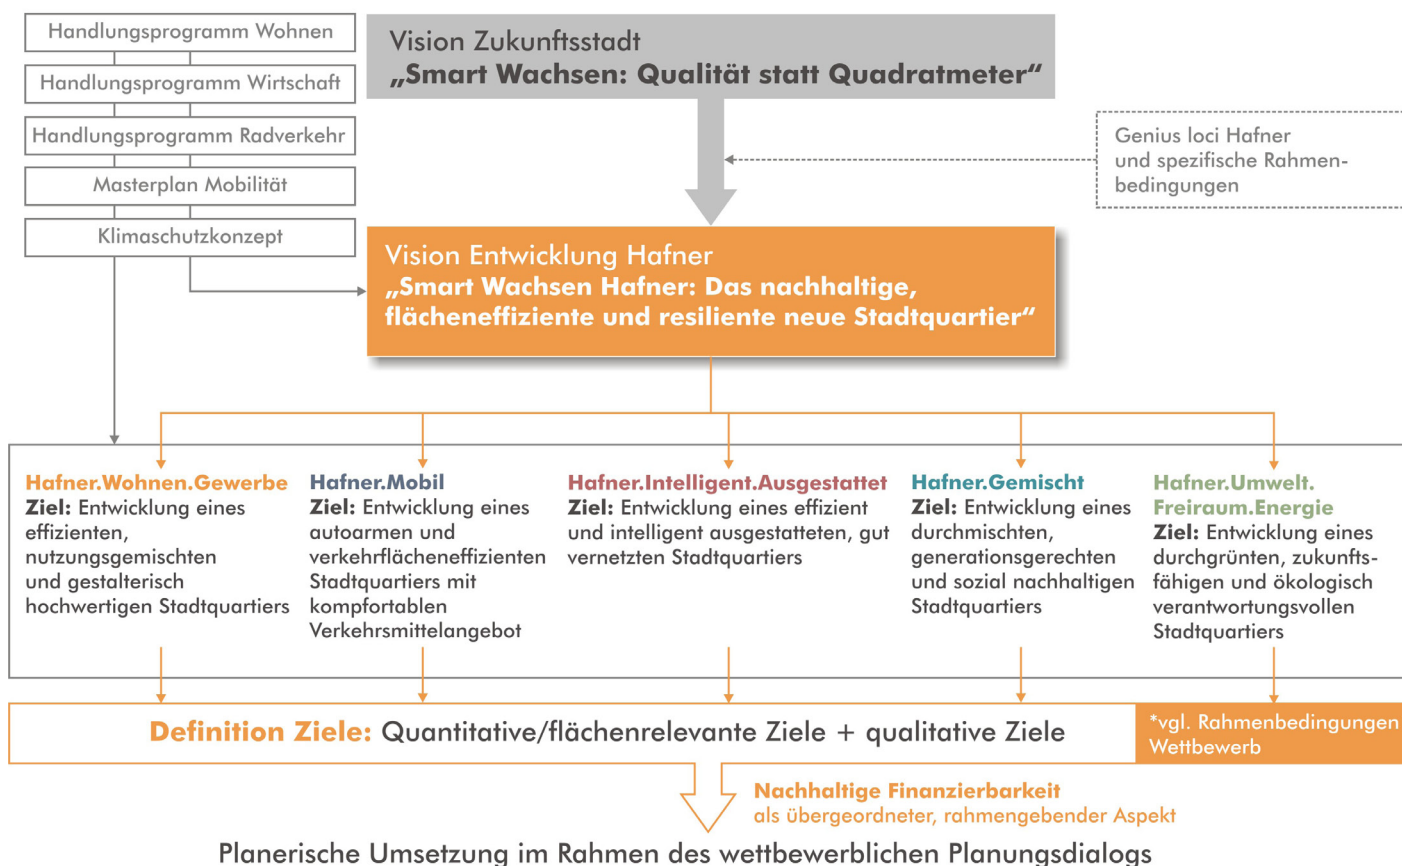 Handlungsprogramm Wohnen
Handlungsprogramm Wirtschaft
Handlungsprogramm Radverkehr
Masterplan Mobilität
Klimaschutzkonzept
Vision Zukunftsstadt
„Smart Wachsen: Qualität statt Quadratmeter“
Genius loci Hafner
und spezifische Rahmen-
bedingungen
Vision Entwicklung Hafner
„Smart Wachsen Hafner: Das nachhaltige,
flächeneffiziente und resiliente neue Stadtquartier“
Hafner.Wohnen.Gewerbe
Ziel: Entwicklung eines
effizienten,
nutzungsgemischten
und gestalterisch
hochwertigen Stadtquartiers
Hafner.Mobil
Ziel: Entwicklung eines
autoarmen und
verkehrflächeneffizienten
Stadtquartiers mit
kompfortablen
Verkehrsmittelangebot
Hafner.Intelligent.Ausgestattet
Ziel: Entwicklung eines effizient
und intelligent ausgestatteten, gut
vernetzten Stadtquartiers
Hafner.Gemischt
Ziel: Entwicklung eines
durchmischten,
generationsgerechten
und sozial nachhaltigen
Stadtquartiers
Hafner.Umwelt.
Freiraum.Energie
Ziel: Entwicklung eines
durchgrünten, zukunfts-
fähigen und ökologisch
verantwortungsvollen
Stadtquartiers
Definition Ziele: Quantitative/flächenrelevante Ziele + qualitative Ziele
*vgl. Rahmenbedingungen
Wettbewerb
Nachhaltige Finanzierbarkeit
als übergeordneter, rahmengebender Aspekt
Planerische Umsetzung im Rahmen des wettbewerblichen Planungsdialogs